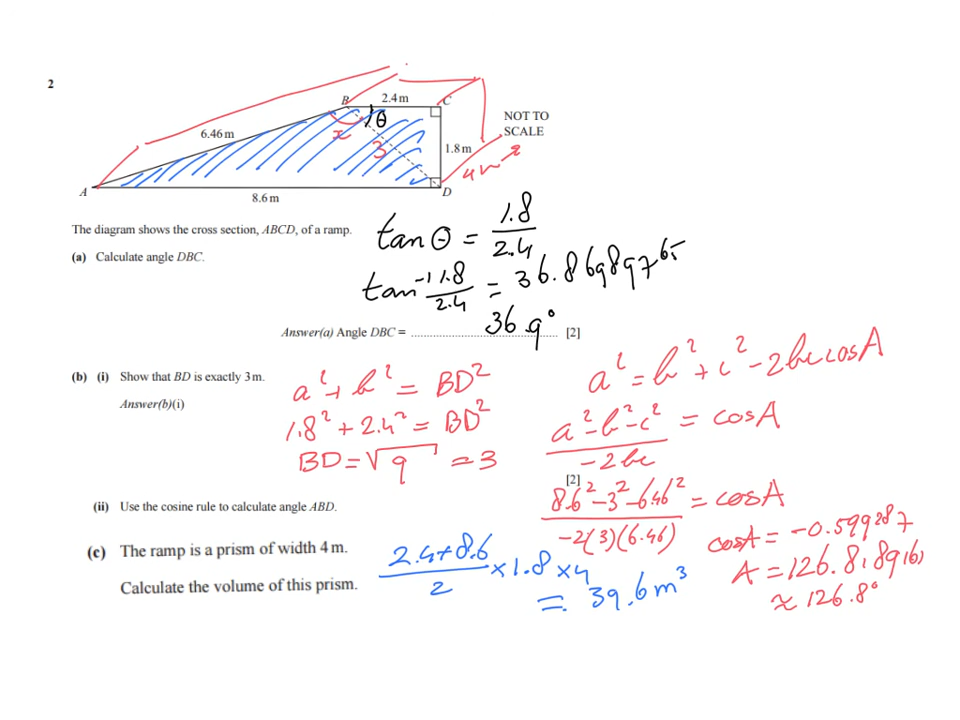 2
B
2.4 m
C
θ
NOT TO
SCALE
6.46 m
x
3
1.8 m
4m
A
D
8.6 m
The diagram shows the cross section, ABCD, of a ramp.
tan θ = 1.8 / 2.4
(a) Calculate angle DBC.
tan⁻¹ 1.8 / 2.4 = 36.86989765
Answer(a) Angle DBC = 36.9° [2]
(b) (i) Show that BD is exactly 3 m.
Answer(b)(i)
a² + b² = BD²
1.8² + 2.4² = BD²
BD = √9 = 3
[2]
a² = b² + c² - 2bc cosA
a² - b² - c² / -2bc = cosA
(ii) Use the cosine rule to calculate angle ABD.
8.6² - 3² - 6.46² / -2(3)(6.46) = cosA
cosA = -0.599287
A = 126.818916
≈ 126.8°
(c) The ramp is a prism of width 4 m.
Calculate the volume of this prism.
2.4 + 8.6 / 2 × 1.8 × 4
= 39.6 m³